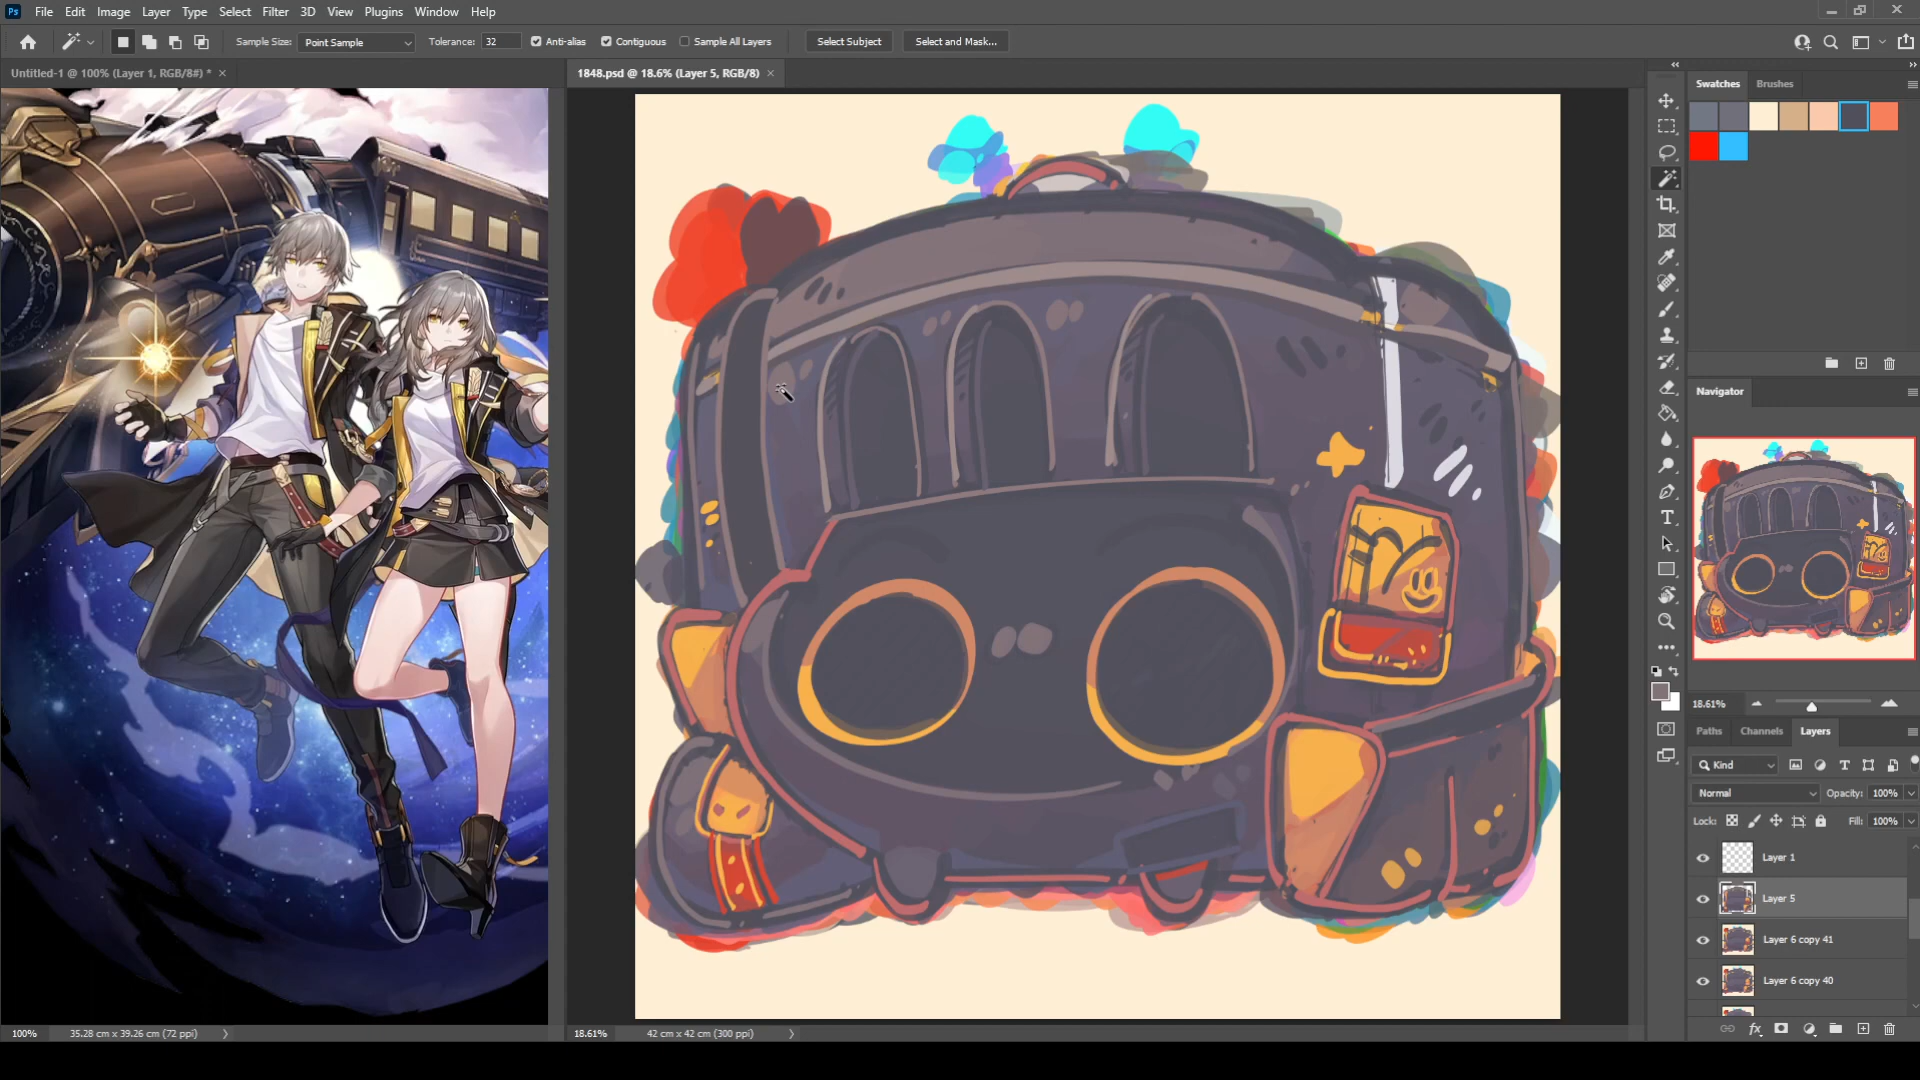 Ps File Edit Image Layer Type Select Filter 3D View Plugins Window Help
Sample Size: Point Sample Tolerance: 32 Anti-alias Contiguous Sample All Layers Select Subject Select and Mask...
Untitled-1 @ 100% (Layer 1, RGB/8#) * ×
1848.psd @ 18.6% (Layer 5, RGB/8) ×
Swatches Brushes
Navigator
18.61%
Paths Channels Layers
Kind
Normal Opacity: 100%
Lock: Fill: 100%
Layer 1
Layer 5
Layer 6 copy 41
Layer 6 copy 40
100% 35.28 cm x 39.26 cm (72 ppi)
18.61% 42 cm x 42 cm (300 ppi)